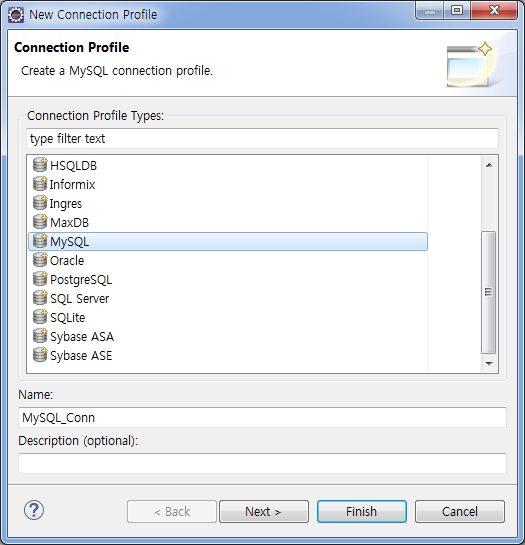 New Connection Profile
Connection Profile
Create a MySQL connection profile.
Connection Profile Types:
type filter text
HSQLDB
Informix
Ingres
MaxDB
MySQL
Oracle
PostgreSQL
SQL Server
SQLite
Sybase ASA
Sybase ASE
Name:
MySQL_Conn
Description (optional):
?
< Back
Next >
Finish
Cancel